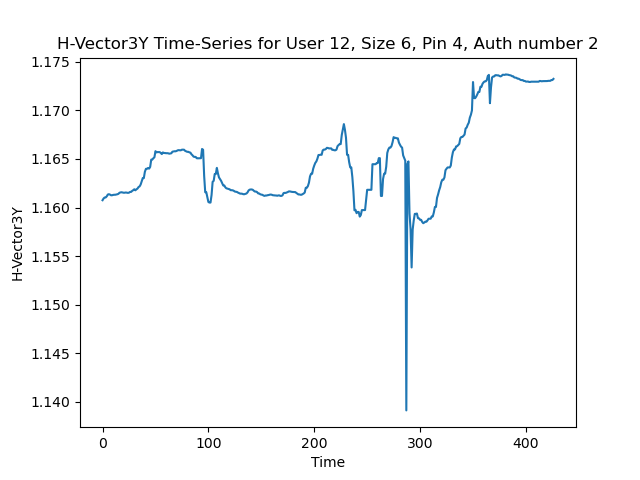 H-Vector3Y Time-Series for User 12, Size 6, Pin 4, Auth number 2
1.175
1.170
1.165
1.160
1.155
1.150
1.145
1.140
H-Vector3Y
0 100 200 300 400
Time